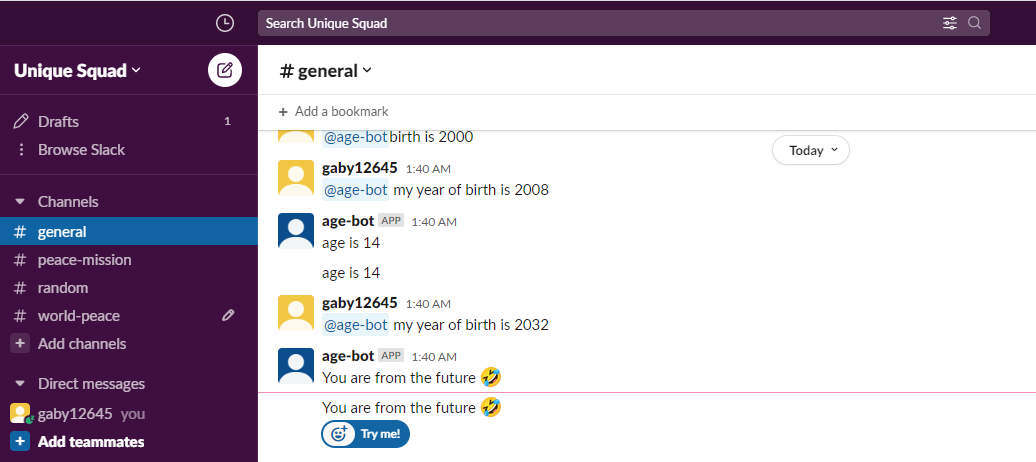 Search Unique Squad
Unique Squad
# general
Drafts 1
Browse Slack
Add a bookmark
Channels
# general
# peace-mission
# random
# world-peace
Add channels
Direct messages
gaby12645 you
Add teammates
@age-bot birth is 2000
Today
gaby12645 1:40 AM
@age-bot my year of birth is 2008
age-bot APP 1:40 AM
age is 14
age is 14
gaby12645 1:40 AM
@age-bot my year of birth is 2032
age-bot APP 1:40 AM
You are from the future 🤣
You are from the future 🤣
Try me!